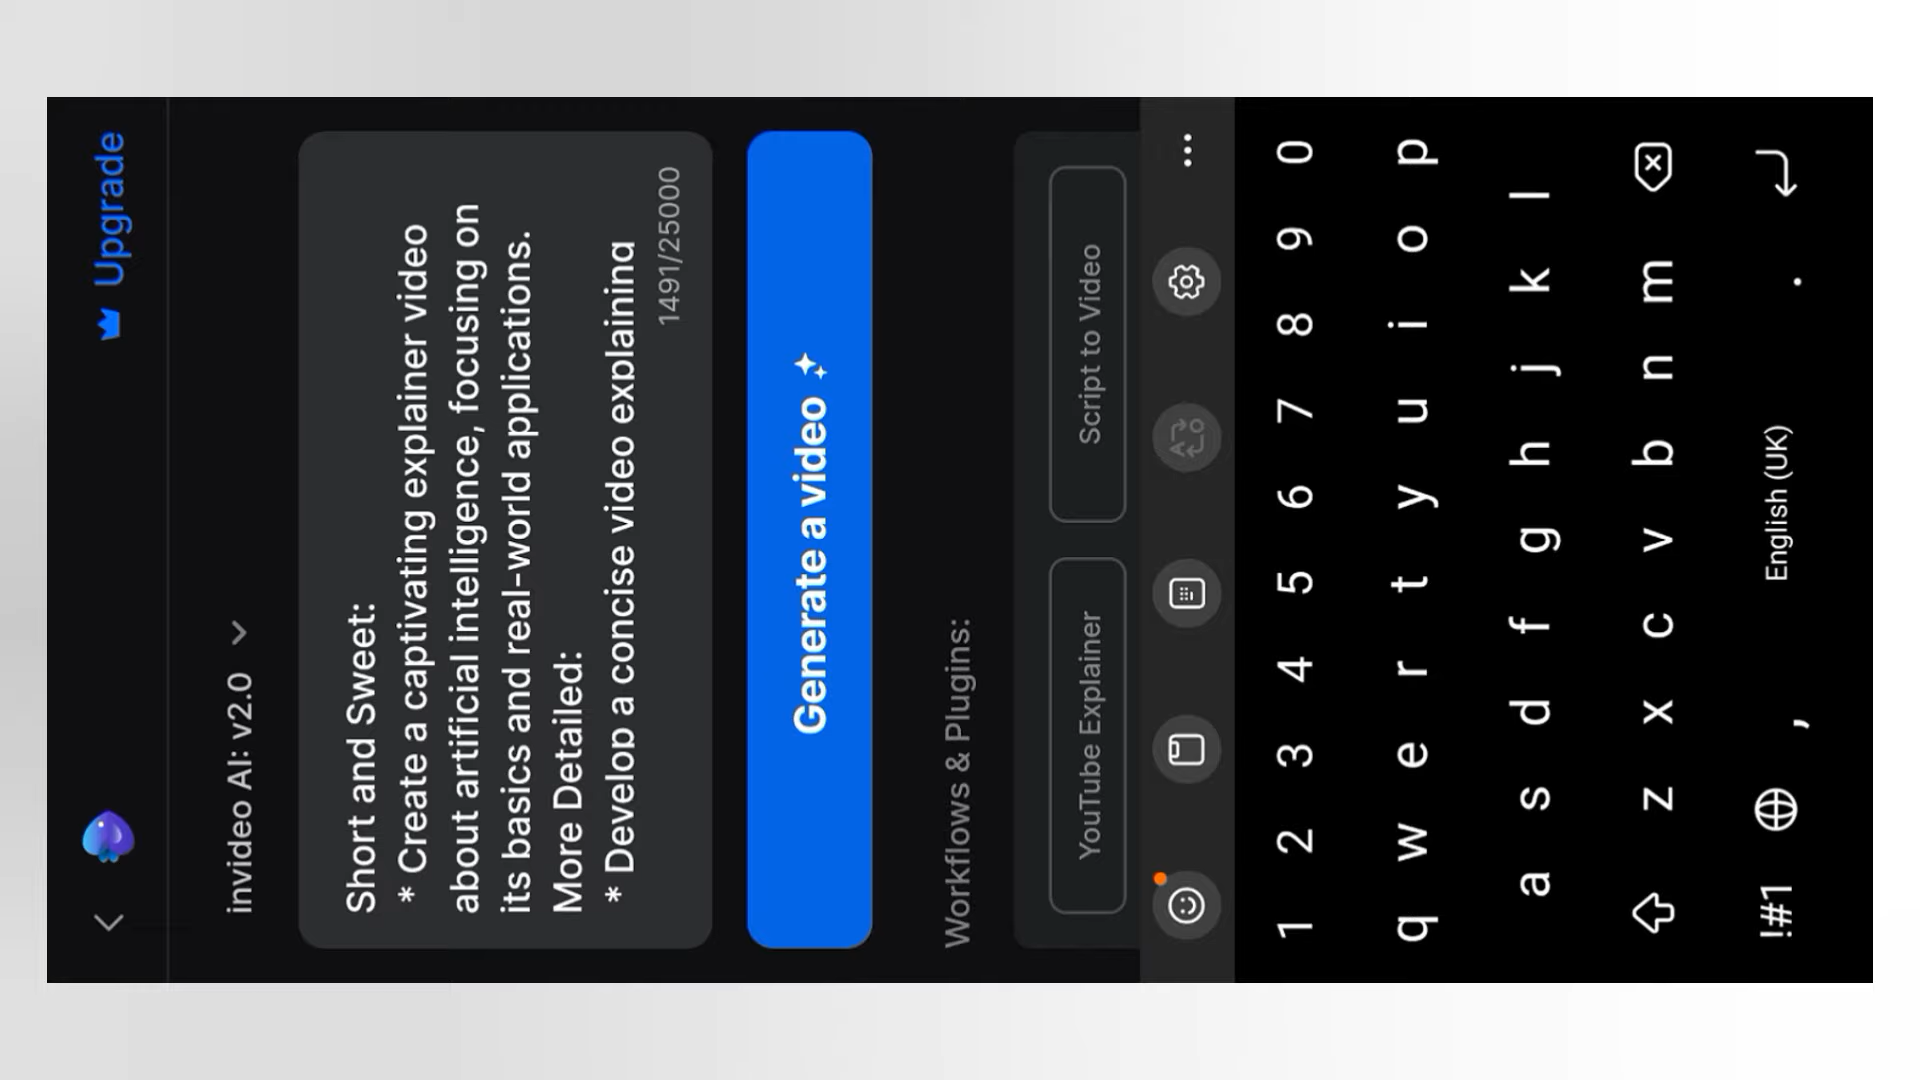 Upgrade
invideo AI: v2.0
Short and Sweet:
* Create a captivating explainer video
about artificial intelligence, focusing on
its basics and real-world applications.
More Detailed:
* Develop a concise video explaining
1491/25000
Generate a video
Workflows & Plugins:
YouTube Explainer
Script to Video
1 2 3 4 5 6 7 8 9 0
q w e r t y u i o p
a s d f g h j k l
z x c v b n m
!#1 , English (UK) .